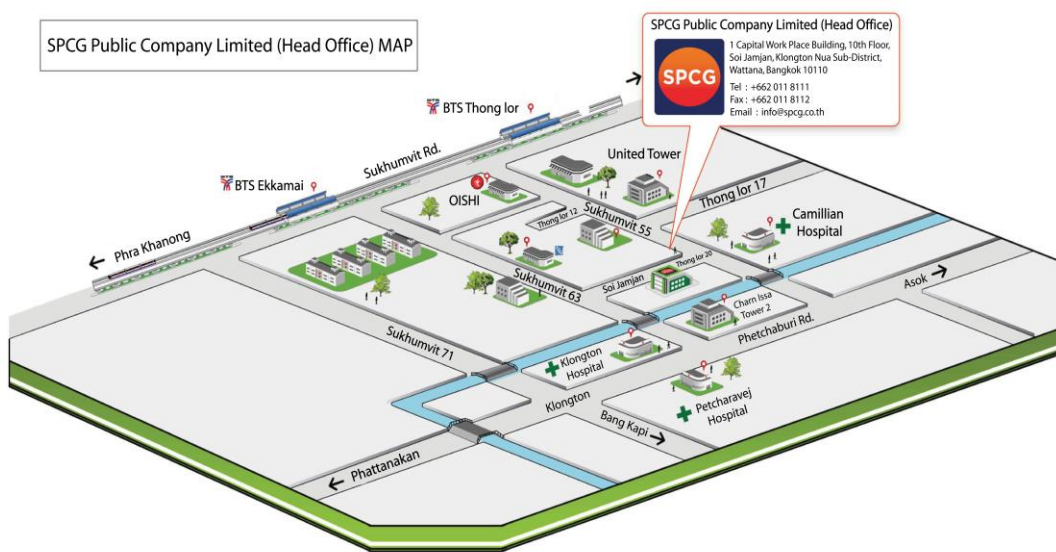 SPCG Public Company Limited (Head Office) MAP
SPCG Public Company Limited (Head Office)
SPCG
1 Capital Work Place Building, 10th Floor,
Soi Jamjan, Klongton Nua Sub-District,
Wattana, Bangkok 10110
Tel : +662 011 8111
Fax : +662 011 8112
Email : info@spcg.co.th
BTS Thong lor
Sukhumvit Rd.
BTS Ekkamai
Phra Khanong
OISHI
United Tower
Thong lor 17
Sukhumvit 55
Thong lor 12
Camillian
Hospital
Sukhumvit 63
Soi Jamjan
Thong lor 20
Asok
Charn Issa
Tower 2
Phetchaburi Rd.
Sukhumvit 71
Klongton
Hospital
Klongton
Petcharavej
Hospital
Bang Kapi
Phattanakan